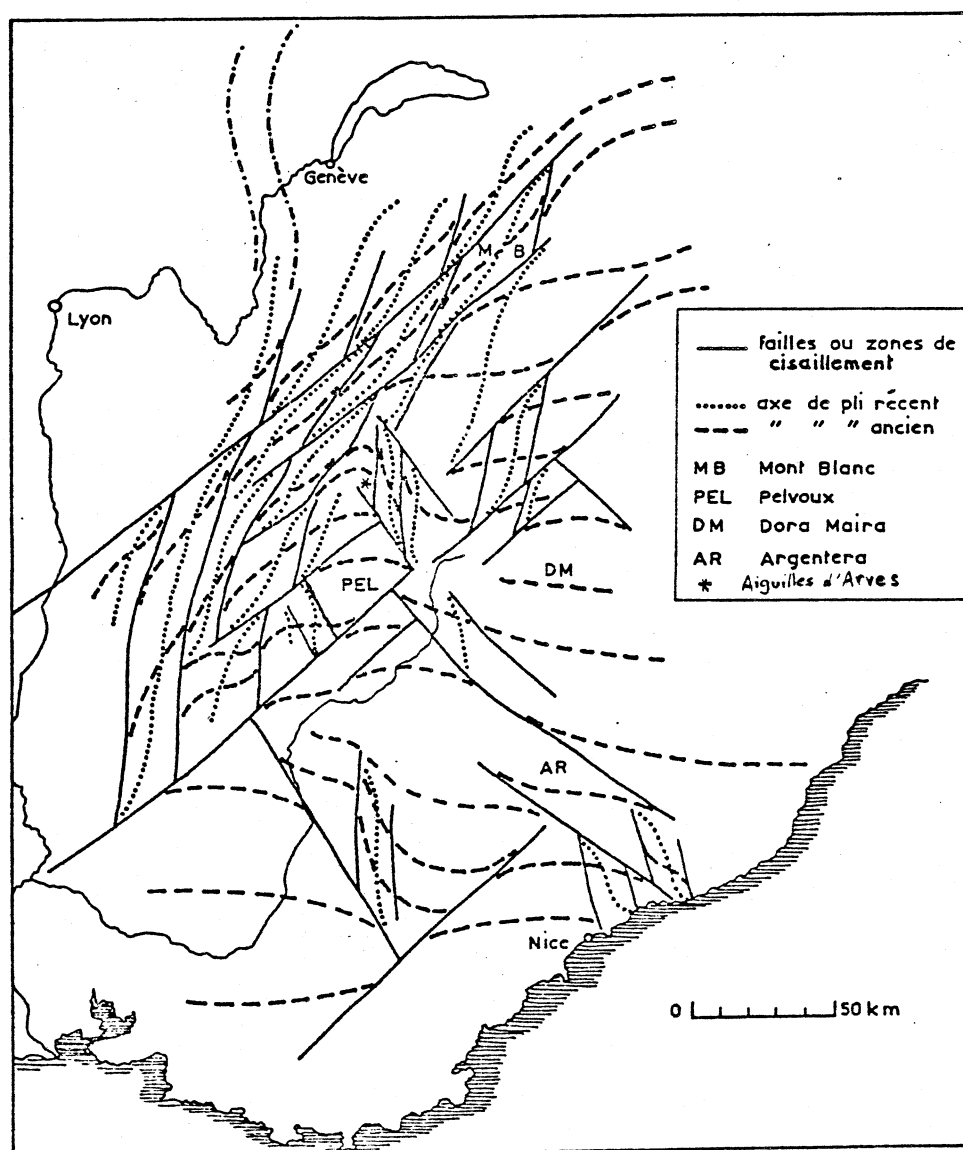 Genève
M B
Lyon
failles ou zones de
cisaillement
axe de pli récent
" " " ancien
MB Mont Blanc
PEL Pelvoux
DM Dora Maira
AR Argentera
* Aiguilles d'Arves
*
PEL
DM
AR
Nice
0 50 km